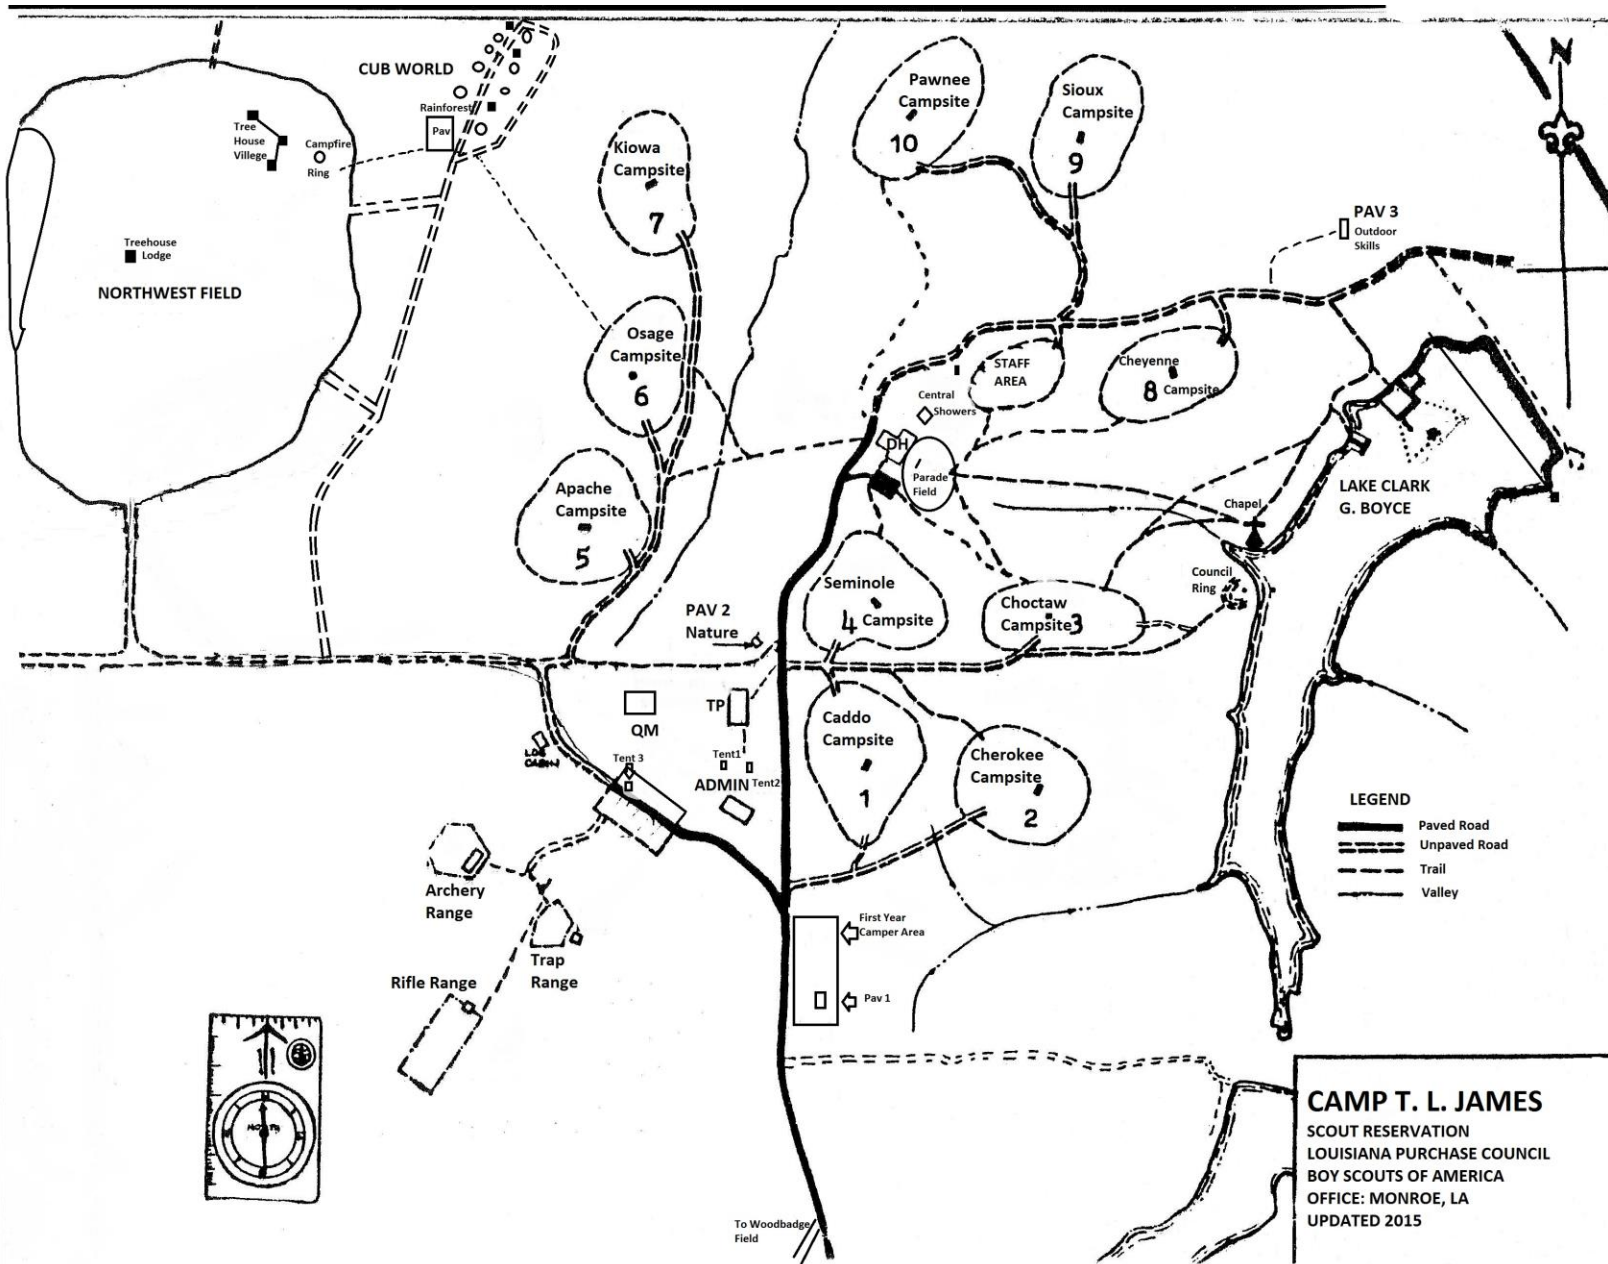 CUB WORLD
Rainforest
Pav
Tree
House
Villege
Campfire
Ring
Treehouse
Lodge
NORTHWEST FIELD
Kiowa
Campsite
7
Osage
Campsite
6
Apache
Campsite
5
Pawnee
Campsite
10
Sioux
Campsite
9
N
PAV 3
Outdoor
Skills
STAFF
AREA
Cheyenne
8 Campsite
Central
Showers
DH
Parade
Field
LAKE CLARK
G. BOYCE
Chapel
Council
Ring
Seminole
4 Campsite
Choctaw
Campsite 3
PAV 2
Nature
QM
TP
LOG
CABIN
Tent 3
Tent1
ADMIN Tent2
Caddo
Campsite
1
Cherokee
Campsite
2
Archery
Range
Trap
Range
Rifle Range
First Year
Camper Area
Pav 1
LEGEND
Paved Road
Unpaved Road
Trail
Valley
NORTH
To Woodbadge
Field
CAMP T. L. JAMES
SCOUT RESERVATION
LOUISIANA PURCHASE COUNCIL
BOY SCOUTS OF AMERICA
OFFICE: MONROE, LA
UPDATED 2015